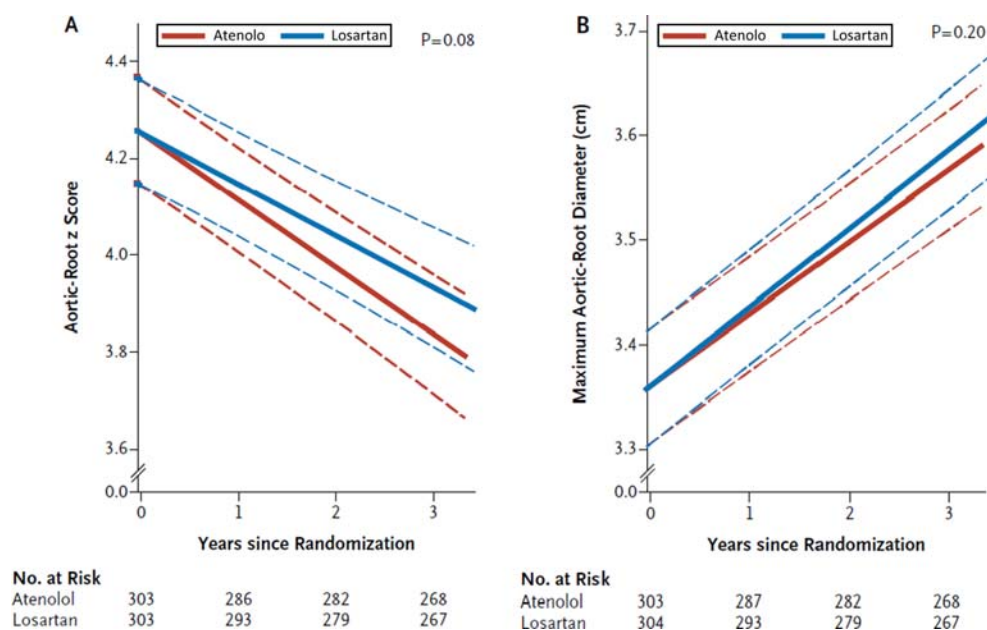 A
Atenolo Losartan
P=0.08
4.4
4.2
4.0
3.8
3.6
0.0
Aortic-Root z Score
0 1 2 3
Years since Randomization
No. at Risk
Atenolol 303 286 282 268
Losartan 303 293 279 267
B
Atenolo Losartan
P=0.20
3.7
3.6
3.5
3.4
3.3
0.0
Maximum Aortic-Root Diameter (cm)
0 1 2 3
Years since Randomization
No. at Risk
Atenolol 303 287 282 268
Losartan 304 293 279 267